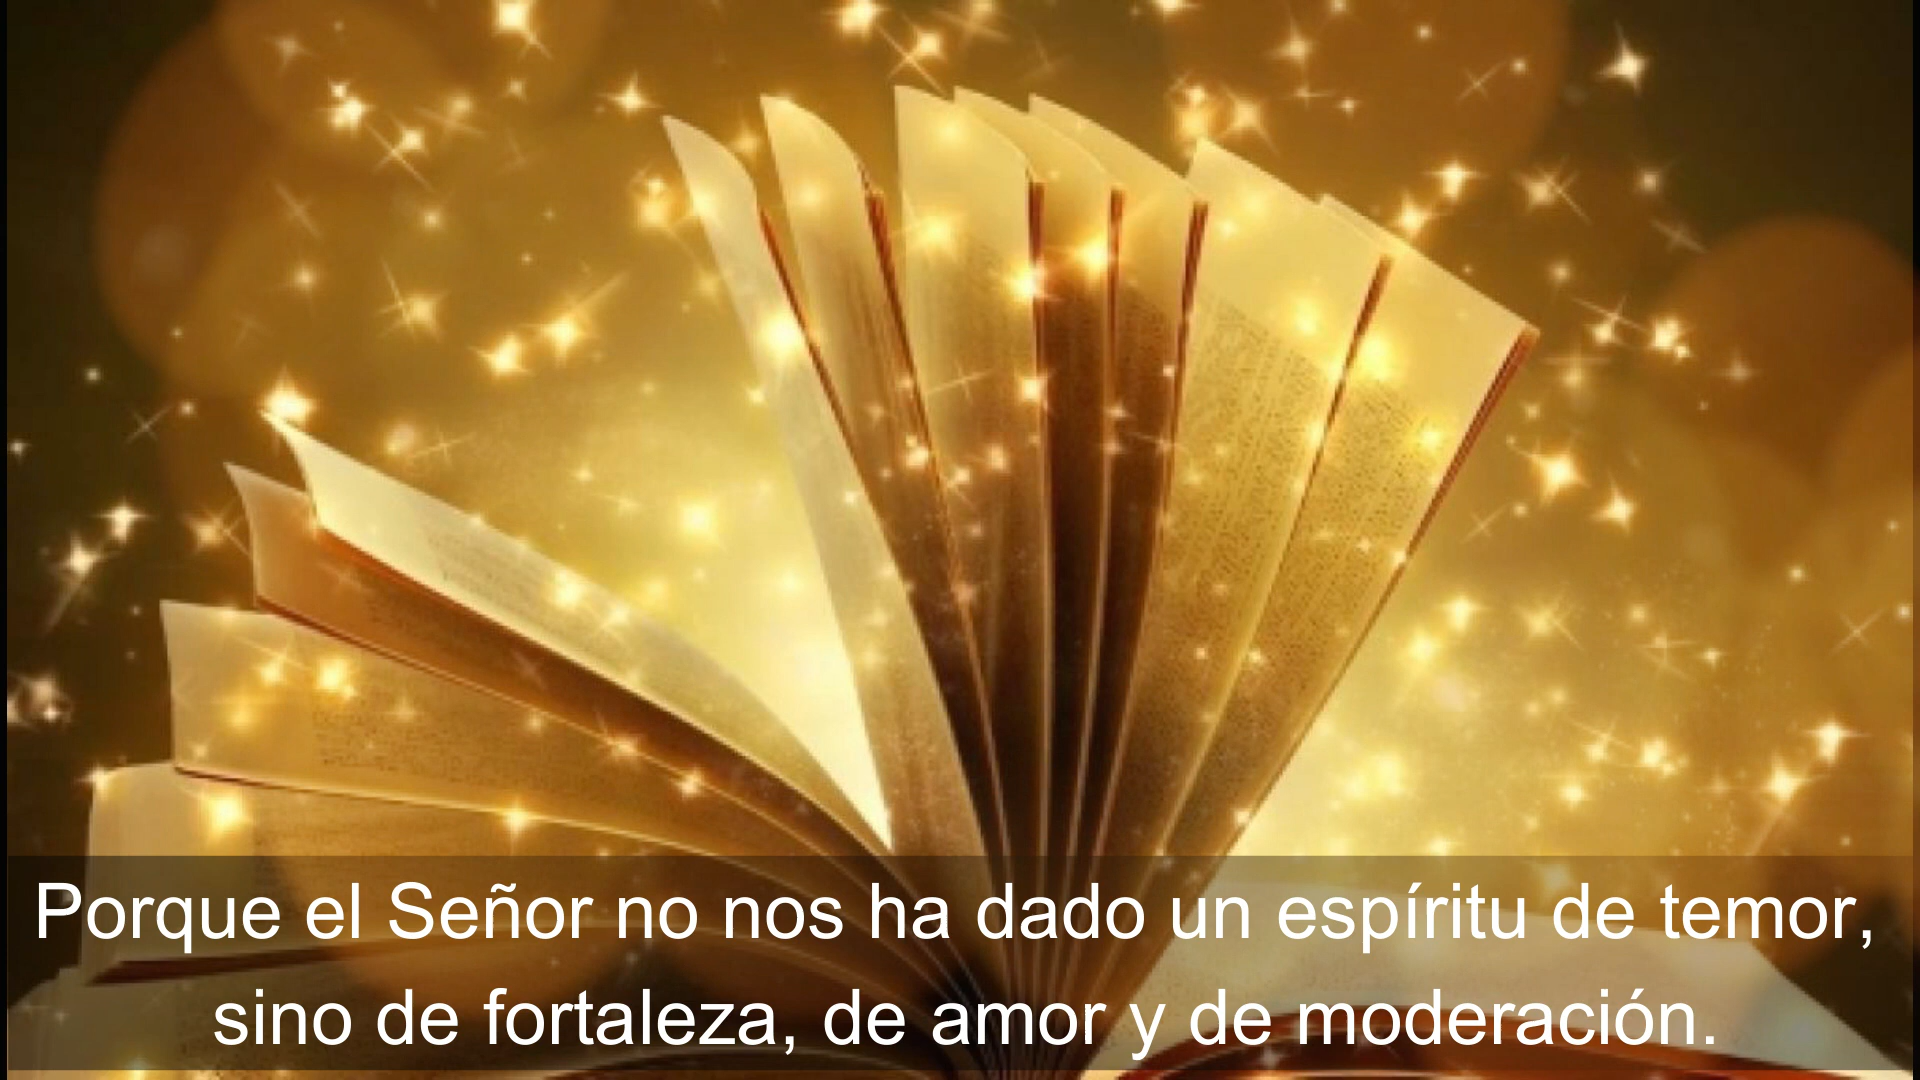 Porque el Señor no nos ha dado un espíritu de temor,
sino de fortaleza, de amor y de moderación.